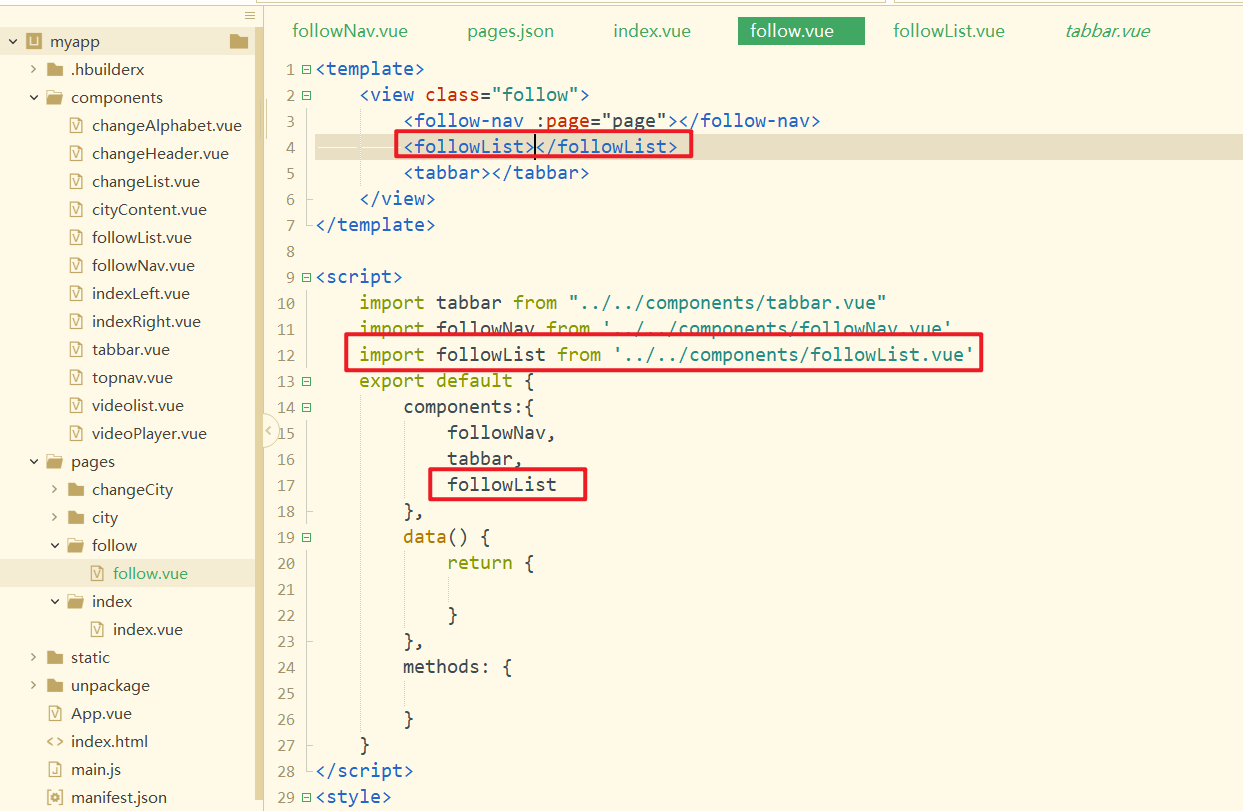 followNav.vue pages.json index.vue follow.vue followList.vue tabbar.vue
myapp
.hbuilderx
components
changeAlphabet.vue
changeHeader.vue
changeList.vue
cityContent.vue
followList.vue
followNav.vue
indexLeft.vue
indexRight.vue
tabbar.vue
topnav.vue
videolist.vue
videoPlayer.vue
pages
changeCity
city
follow
follow.vue
index
index.vue
static
unpackage
App.vue
index.html
main.js
manifest.json
1 <template>
2 <view class="follow">
3 <follow-nav :page="page"></follow-nav>
4 <followList></followList>
5 <tabbar></tabbar>
6 </view>
7 </template>
8
9 <script>
10 import tabbar from "../../components/tabbar.vue"
11 import followNav from '../../components/followNav.vue'
12 import followList from '../../components/followList.vue'
13 export default {
14 components:{
15 followNav,
16 tabbar,
17 followList
18 },
19 data() {
20 return {
21
22 }
23 },
24 methods: {
25
26 }
27 }
28 </script>
29 <style>